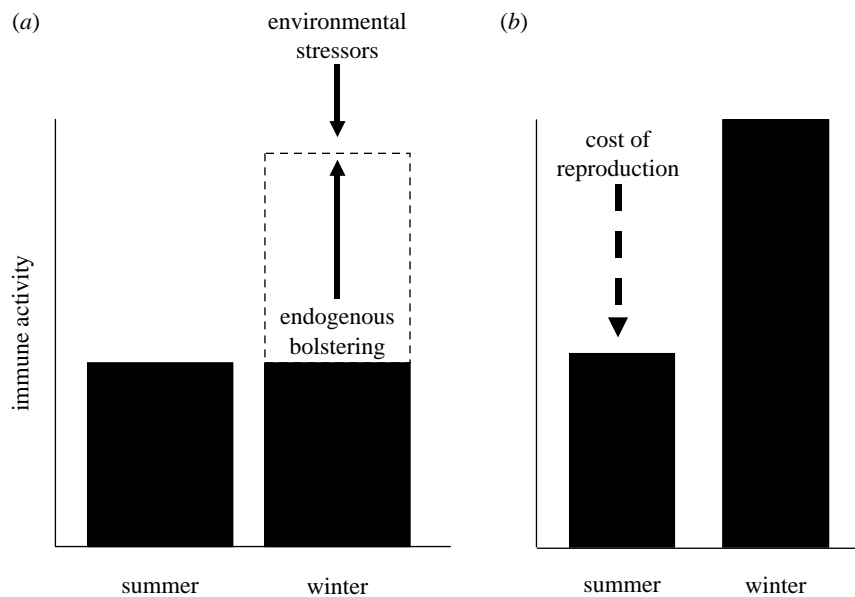 (a)
environmental
stressors
endogenous
bolstering
immune activity
summer
winter
(b)
cost of
reproduction
summer
winter